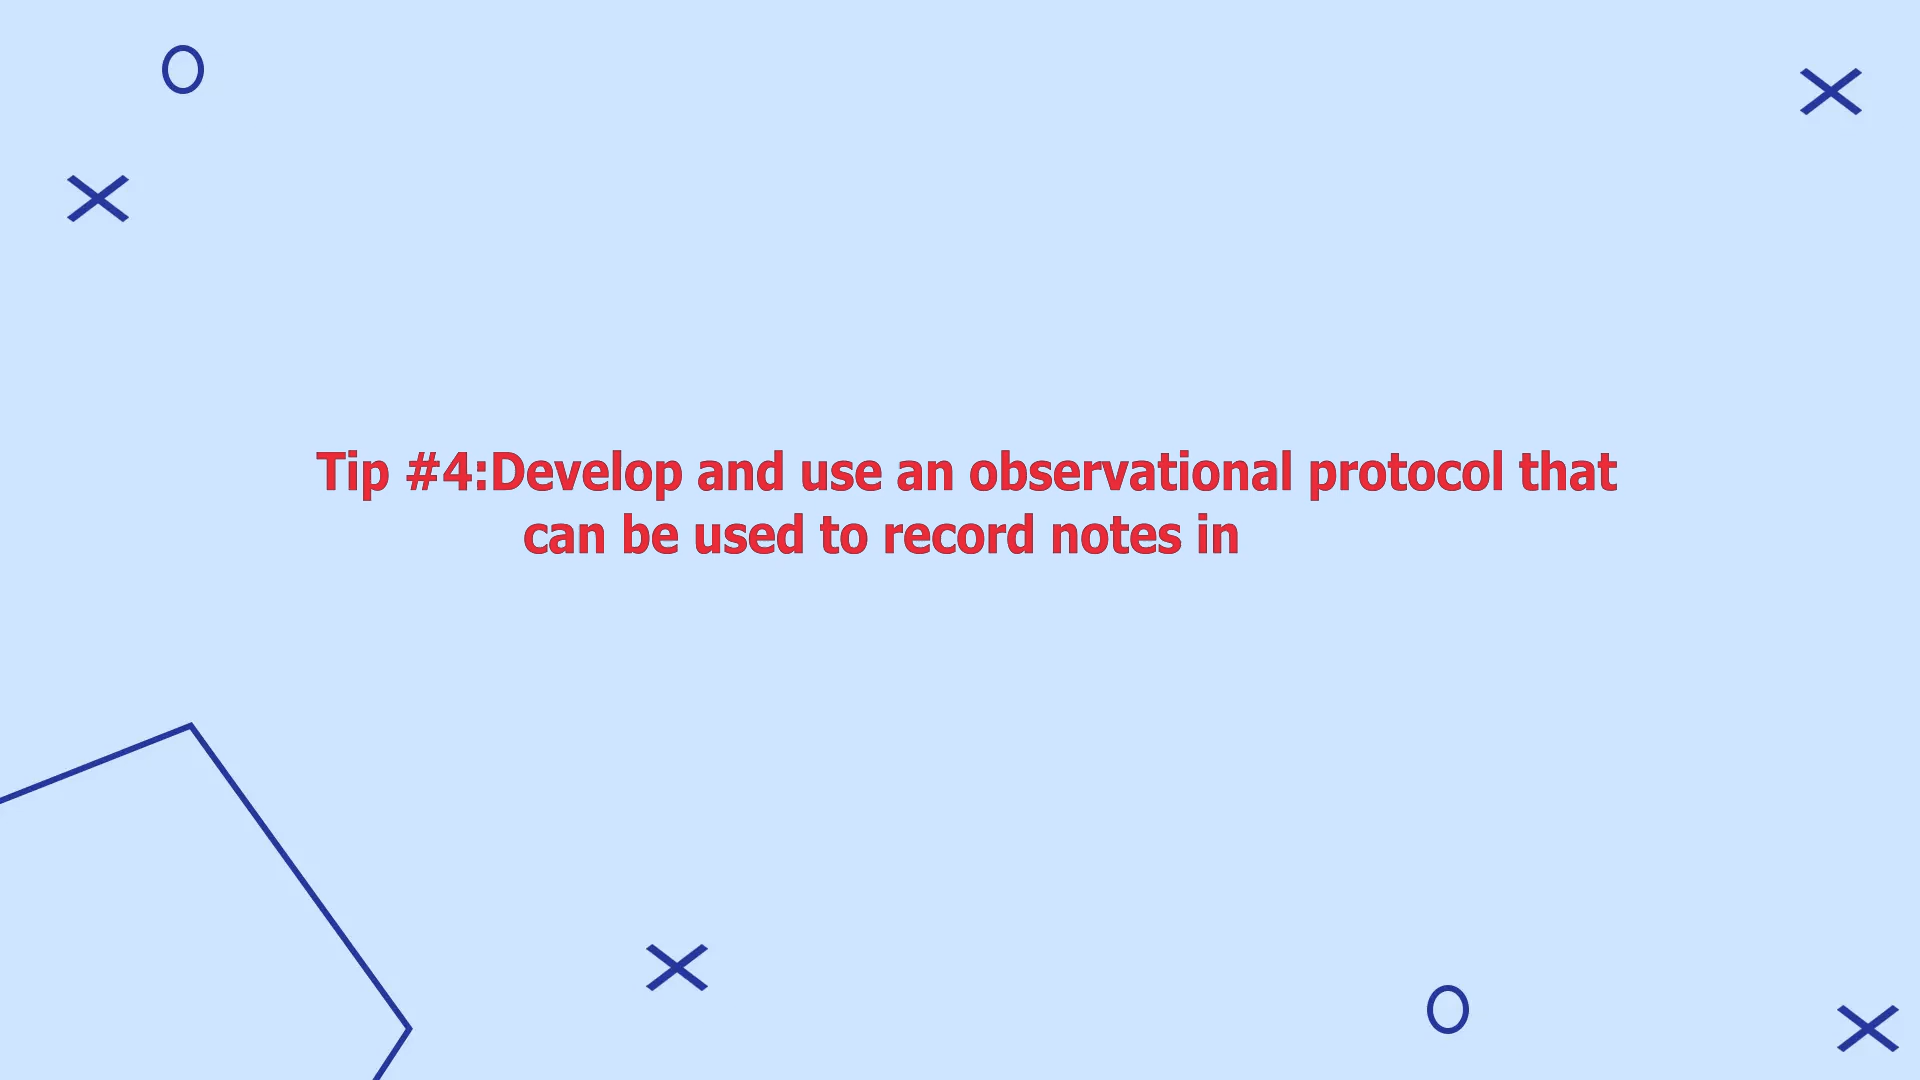 Tip #4:Develop and use an observational protocol that
can be used to record notes in